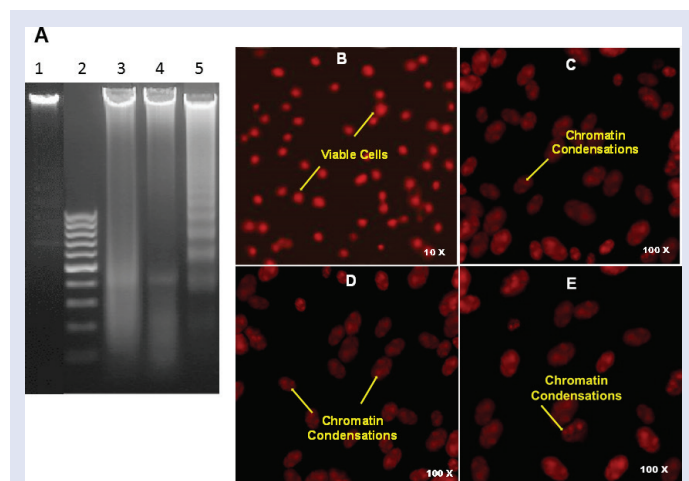 A
1 2 3 4 5
B
Viable Cells
10 X
C
Chromatin
Condensations
100 X
D
Chromatin
Condensations
100 X
E
Chromatin
Condensations
100 X